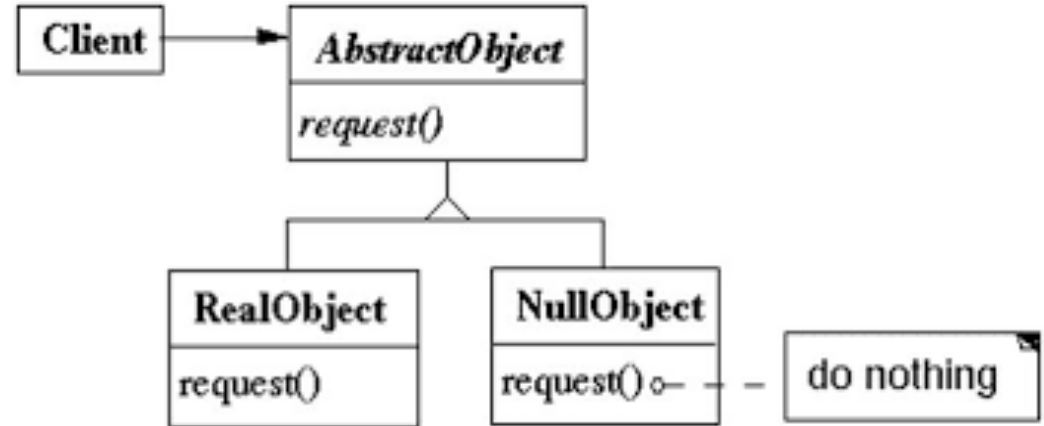 Client
AbstractObject
request()
RealObject
request()
NullObject
request()
do nothing